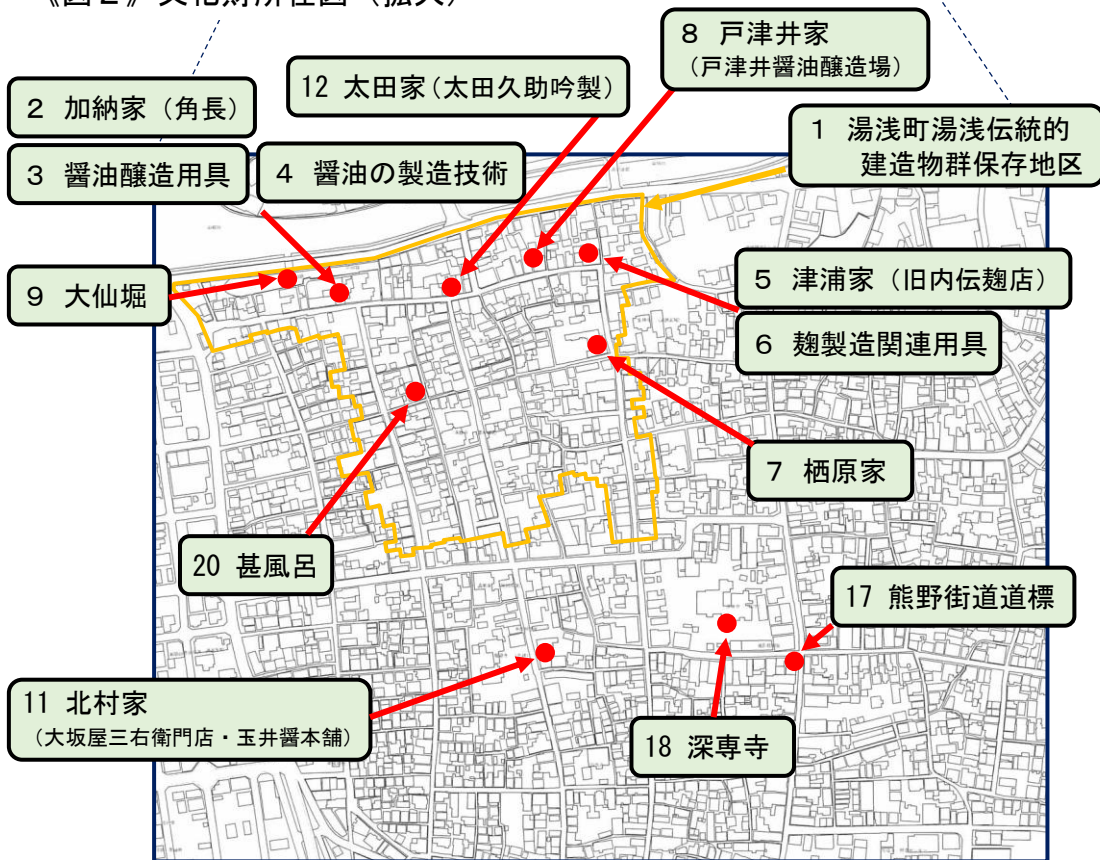 《図２》文化財所在図（拡大）
８ 戸津井家
（戸津井醤油醸造場）
12 太田家（太田久助吟製）
２ 加納家（角長）
１ 湯浅町湯浅伝統的
建造物群保存地区
３ 醤油醸造用具
４ 醤油の製造技術
９ 大仙堀
５ 津浦家（旧内伝麹店）
６ 麹製造関連用具
７ 栖原家
20 甚風呂
17 熊野街道道標
11 北村家
（大坂屋三右衛門店・玉井醤本舗）
18 深専寺